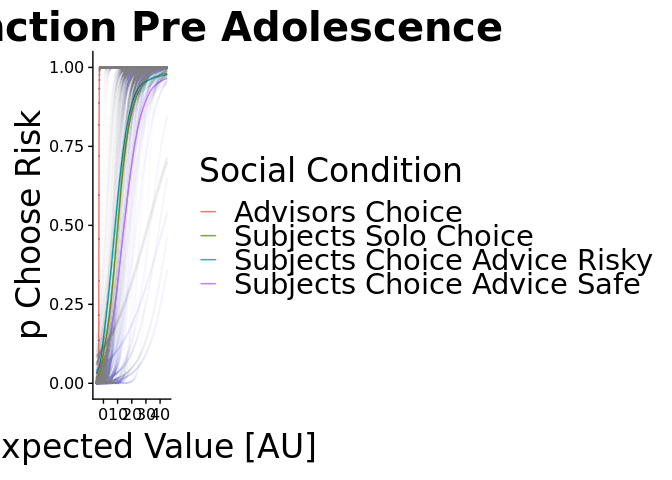 ction Pre Adolescence
1.00
0.75
0.50
0.25
0.00
p Choose Risk
Social Condition
Advisors Choice
Subjects Solo Choice
Subjects Choice Advice Risky
Subjects Choice Advice Safe
0 10 20 30 40
xpected Value [AU]